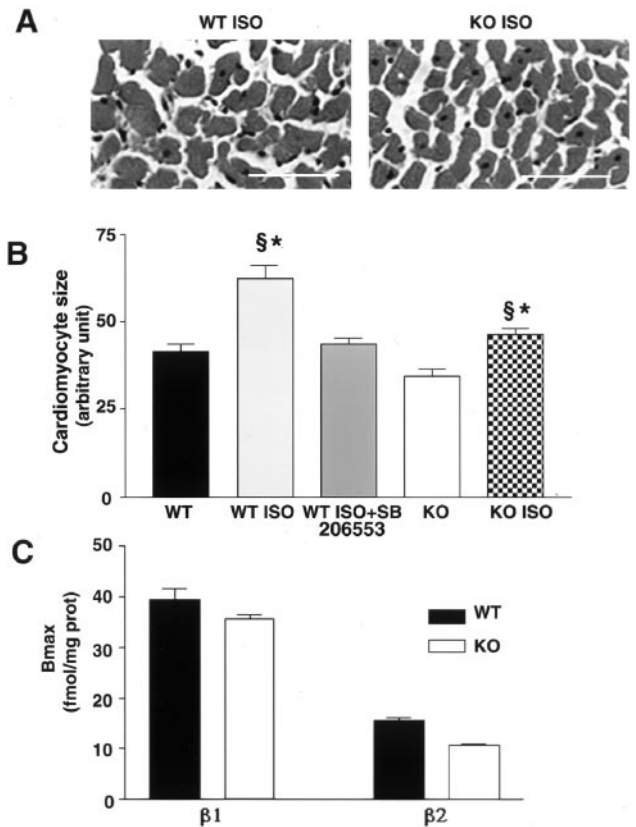 A
WT ISO
KO ISO
B
Cardiomyocyte size
(arbitrary unit)
75
50
25
0
§ *
§ *
WT
WT ISO
WT ISO+SB
206553
KO
KO ISO
C
Bmax
(fmol/mg prot)
50
40
30
20
10
0
WT
KO
β1
β2